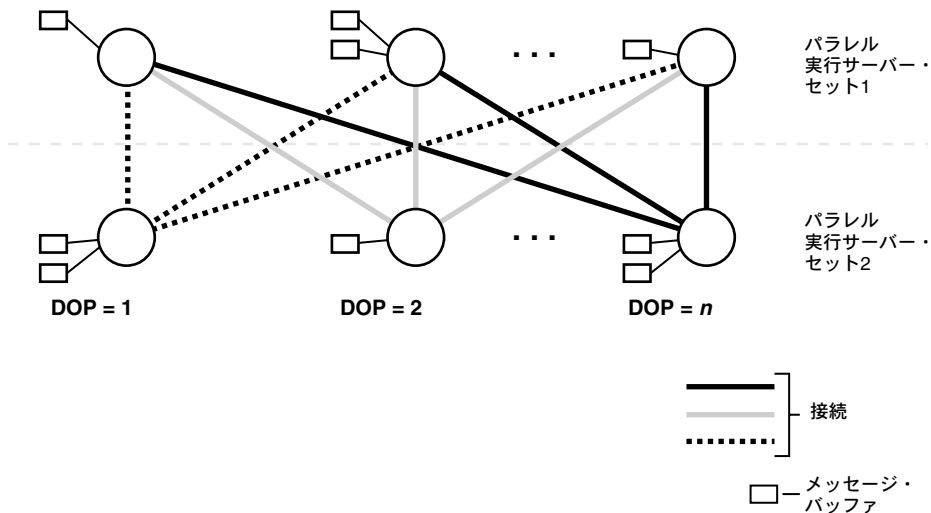 . . .
パラレル
実行サーバー・
セット1
. . .
パラレル
実行サーバー・
セット2
DOP = 1
DOP = 2
DOP = n
接続
メッセージ・
バッファ